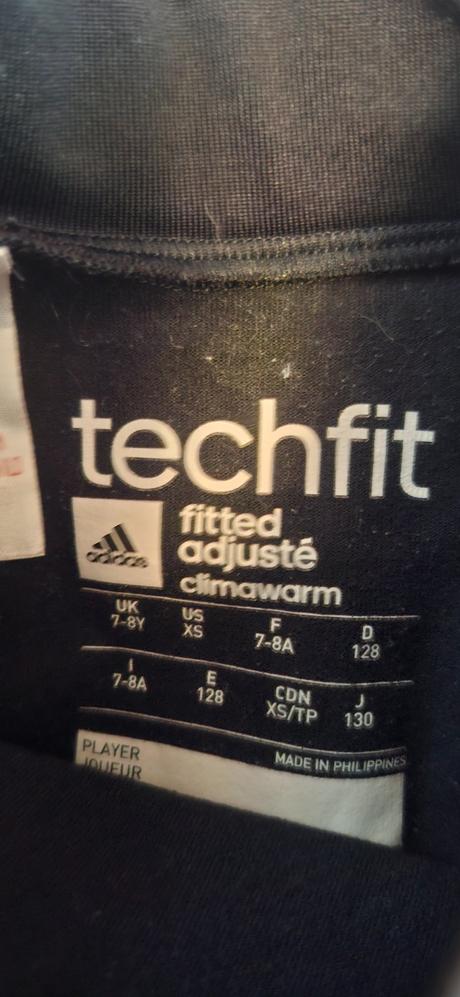 techfit
adidas
fitted
adjusté
climawarm
UK US F D
7-8Y XS 7-8A 128
I E CDN J
7-8A 128 XS/TP 130
PLAYER MADE IN PHILIPPINES
JOUEUR